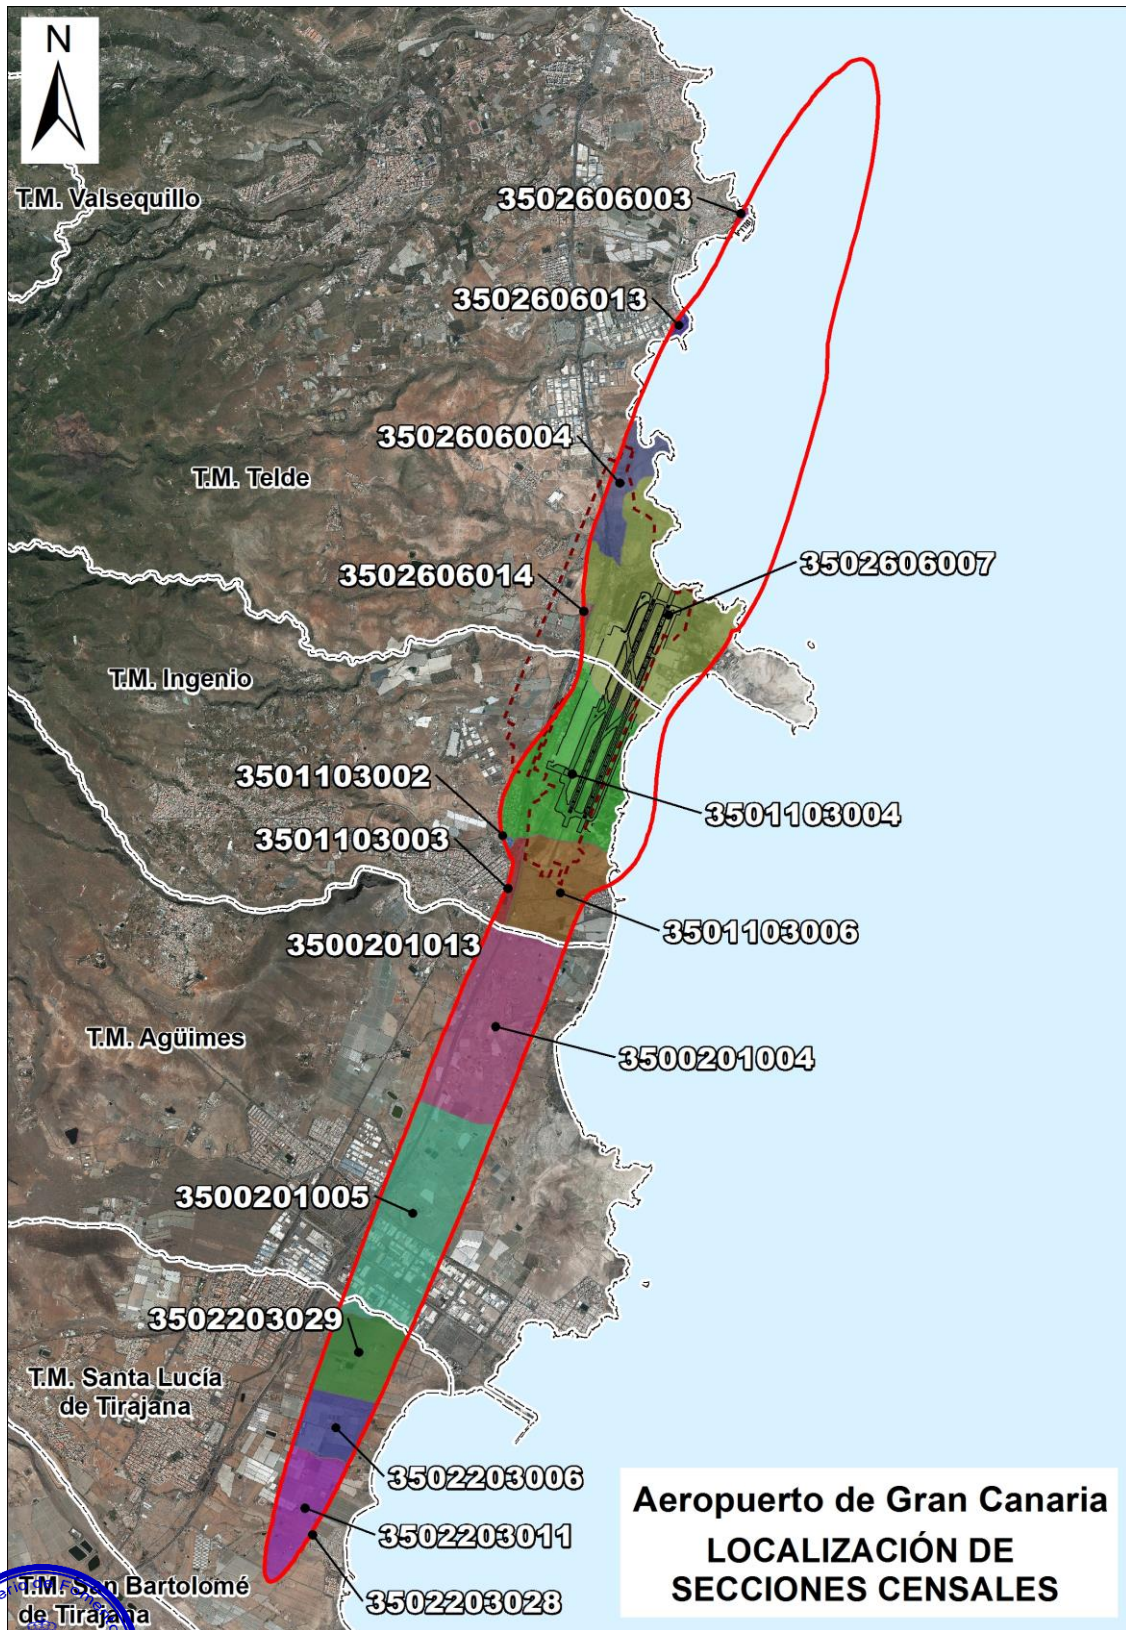 N
T.M. Valsequillo
3502606003
3502606013
3502606004
T.M. Telde
3502606007
3502606014
T.M. Ingenio
3501103002
3501103004
3501103003
3501103006
3500201013
T.M. Agüimes
3500201004
3500201005
3502203029
T.M. Santa Lucía
de Tirajana
3502203006
3502203011
3502203028
T.M. San Bartolomé
de Tirajana
Aeropuerto de Gran Canaria
LOCALIZACIÓN DE
SECCIONES CENSALES